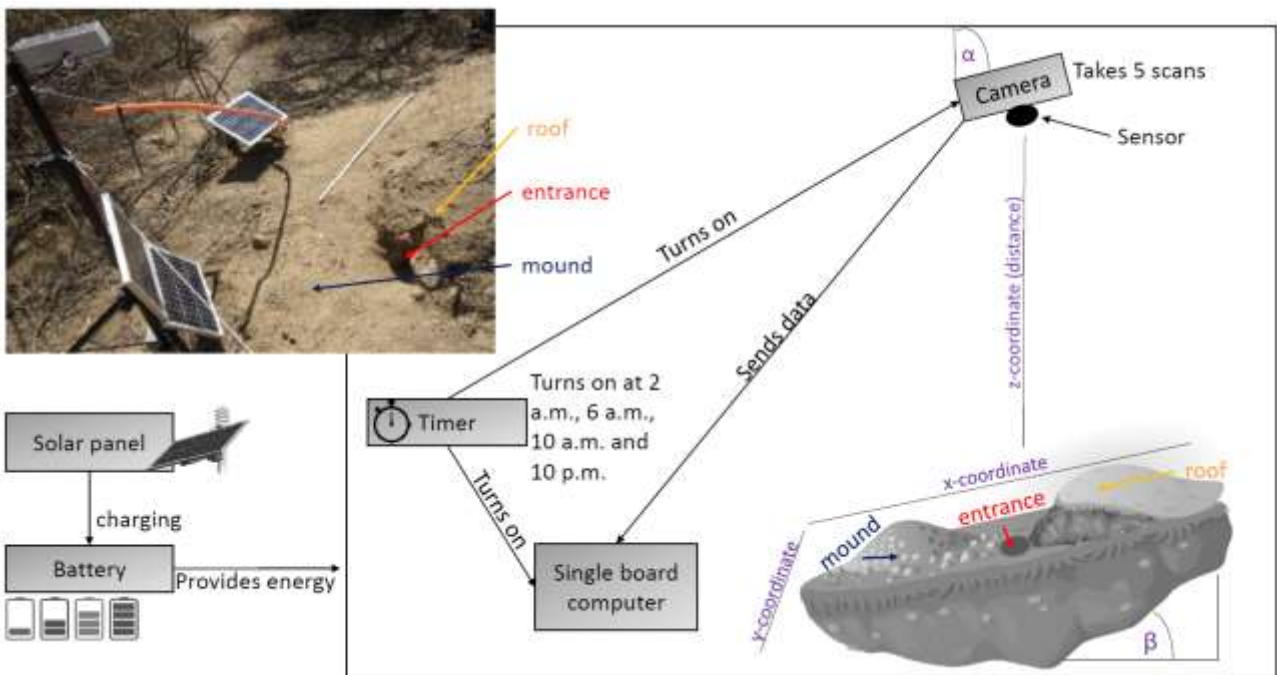 roof
entrance
mound
α
Camera
Takes 5 scans
Sensor
Turns on
Sends data
z-coordinate (distance)
Timer
Turns on at 2
a.m., 6 a.m.,
10 a.m. and
10 p.m.
Turns on
Single board
computer
Solar panel
charging
Battery
Provides energy
x-coordinate
y-coordinate
mound
entrance
roof
β